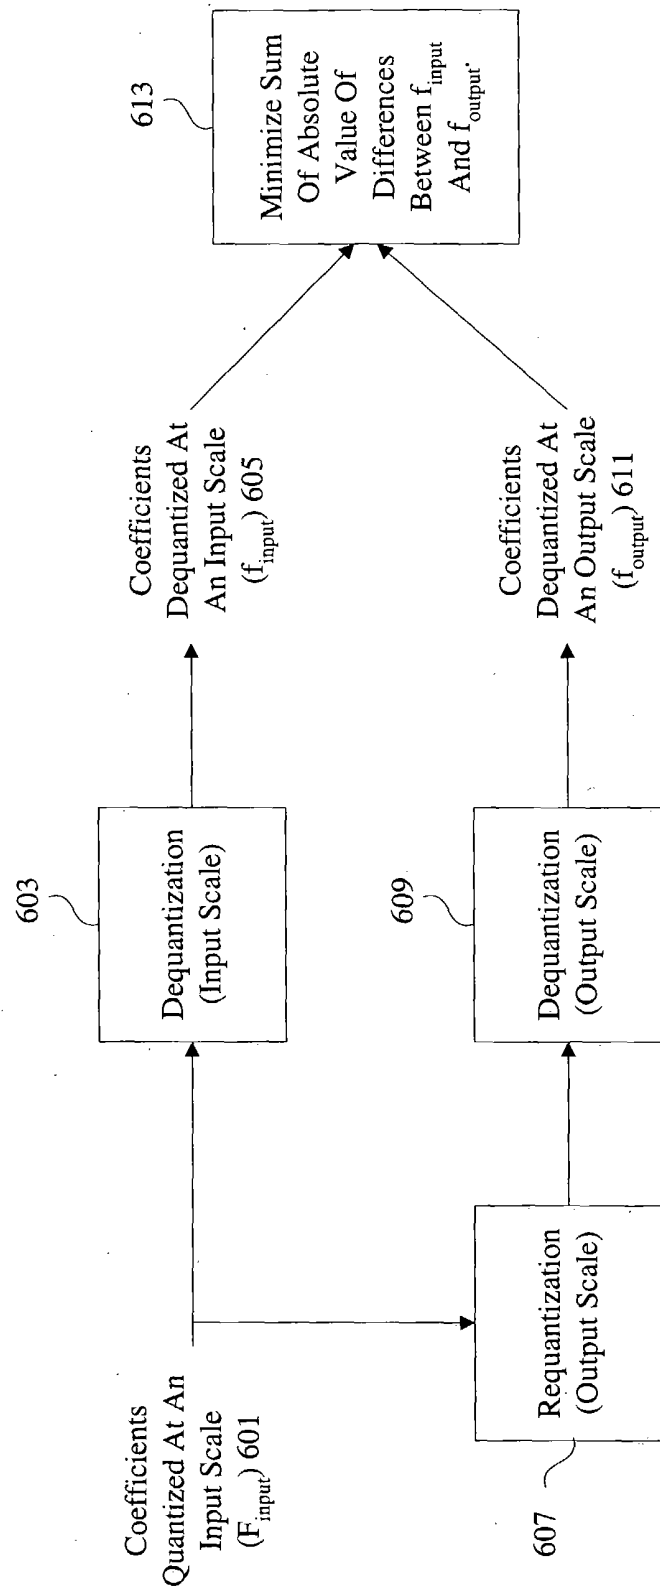 Coefficients
Quantized At An
Input Scale
(F_input) 601
603
Dequantization
(Input Scale)
Coefficients
Dequantized At
An Input Scale
(f_input) 605
607
Requantization
(Output Scale)
609
Dequantization
(Output Scale)
Coefficients
Dequantized At
An Output Scale
(f_output) 611
613
Minimize Sum
Of Absolute
Value Of
Differences
Between f_input
And f_output.